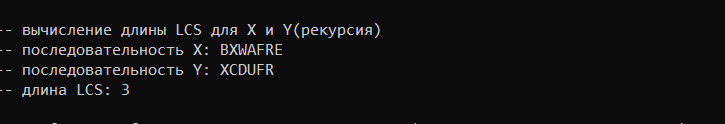 -- вычисление длины LCS для X и Y(рекурсия)
-- последовательность X: BXWAFRE
-- последовательность Y: XCDUFR
-- длина LCS: 3